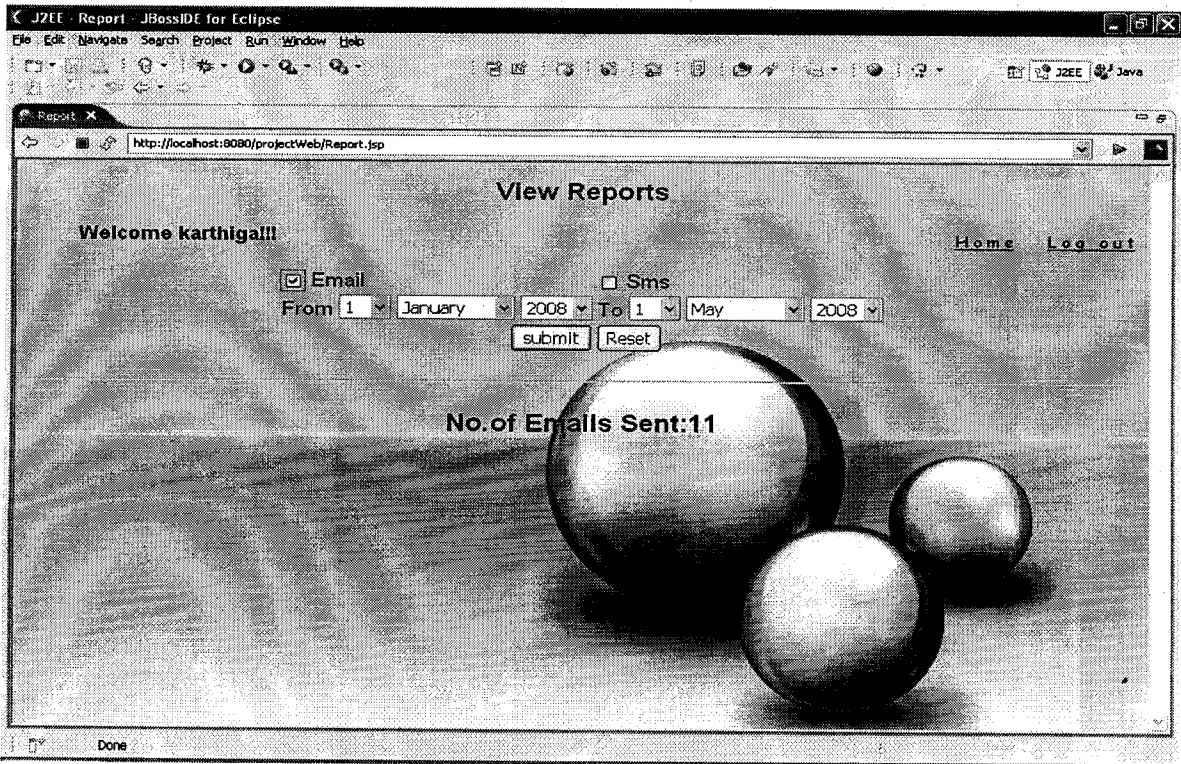 J2EE - Report - JBossIDE for Eclipse
File Edit Navigate Search Project Run Window Help
J2EE Java
Report
http://localhost:8080/projectWeb/Report.jsp
View Reports
Welcome karthiga!!!
Home Log out
Email Sms
From 1 January 2008 To 1 May 2008
submit Reset
No.of Emails Sent:11
Done